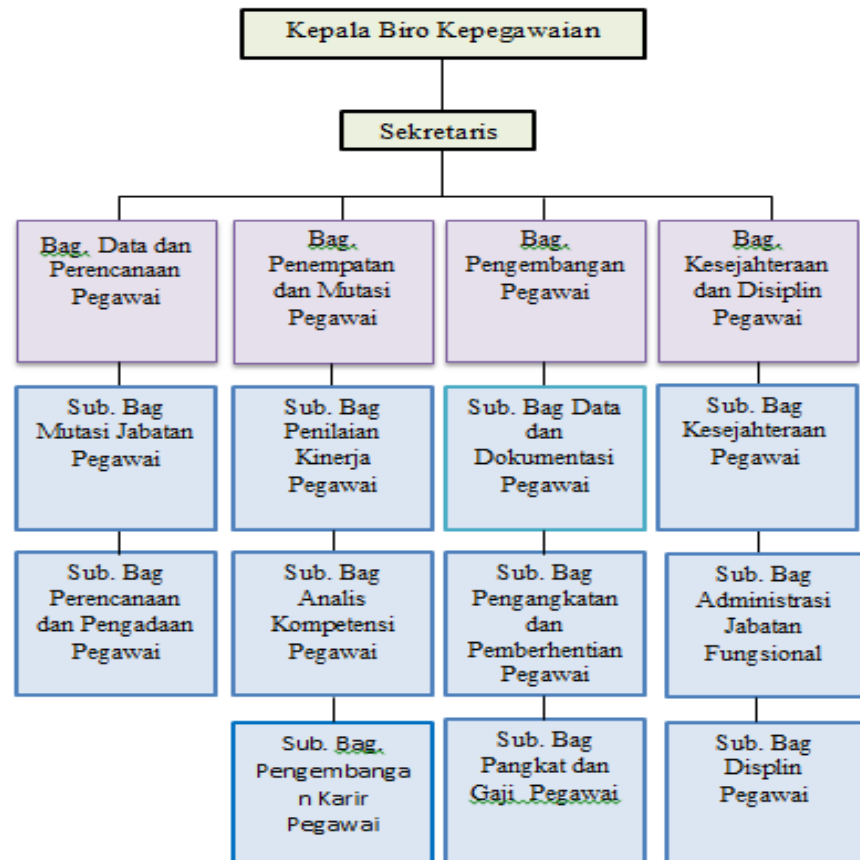 Kepala Biro Kepegawaian
Sekretaris
Bag. Data dan
Perencanaan
Pegawai
Bag.
Penempatan
dan Mutasi
Pegawai
Bag.
Pengembangan
Pegawai
Bag.
Kesejahteraan
dan Disiplin
Pegawai
Sub. Bag
Mutasi Jabatan
Pegawai
Sub. Bag
Penilaian
Kinerja
Pegawai
Sub. Bag Data
dan
Dokumentasi
Pegawai
Sub. Bag
Kesejahteraan
Pegawai
Sub. Bag
Perencanaan
dan Pengadaan
Pegawai
Sub. Bag
Analis
Kompetensi
Pegawai
Sub. Bag
Pengangkatan
dan
Pemberhentian
Pegawai
Sub. Bag
Administrasi
Jabatan
Fungsional
Sub. Bag.
Pengembanga
n Karir
Pegawai
Sub. Bag
Pangkat dan
Gaji Pegawai
Sub. Bag
Displin
Pegawai